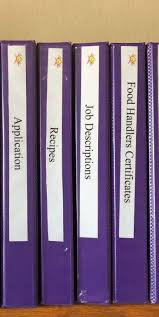 Application
Recipes
Job Descriptions
Food Handlers Certificates